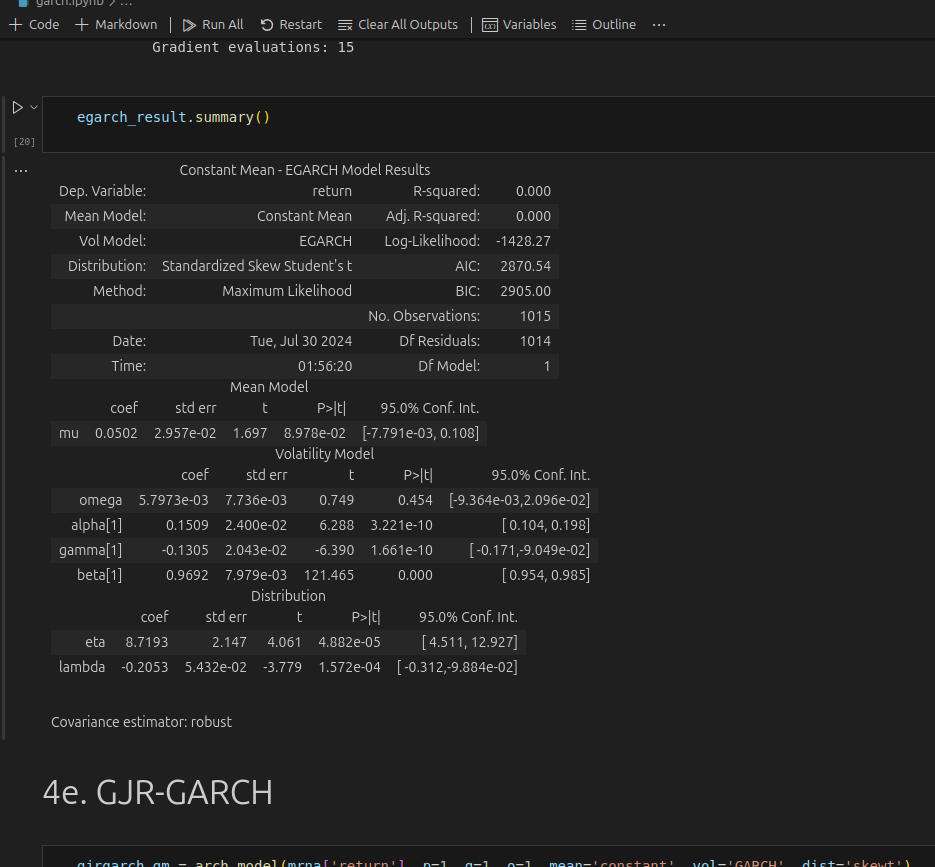 garch.ipynb > ...
+ Code + Markdown | Run All Restart Clear All Outputs | Variables Outline ...
Gradient evaluations: 15
egarch_result.summary()
[20]
...
Constant Mean - EGARCH Model Results
Dep. Variable: return R-squared: 0.000
Mean Model: Constant Mean Adj. R-squared: 0.000
Vol Model: EGARCH Log-Likelihood: -1428.27
Distribution: Standardized Skew Student's t AIC: 2870.54
Method: Maximum Likelihood BIC: 2905.00
No. Observations: 1015
Date: Tue, Jul 30 2024 Df Residuals: 1014
Time: 01:56:20 Df Model: 1
Mean Model
coef std err t P>|t| 95.0% Conf. Int.
mu 0.0502 2.957e-02 1.697 8.978e-02 [-7.791e-03, 0.108]
Volatility Model
coef std err t P>|t| 95.0% Conf. Int.
omega 5.7973e-03 7.736e-03 0.749 0.454 [-9.364e-03,2.096e-02]
alpha[1] 0.1509 2.400e-02 6.288 3.221e-10 [ 0.104, 0.198]
gamma[1] -0.1305 2.043e-02 -6.390 1.661e-10 [ -0.171,-9.049e-02]
beta[1] 0.9692 7.979e-03 121.465 0.000 [ 0.954, 0.985]
Distribution
coef std err t P>|t| 95.0% Conf. Int.
eta 8.7193 2.147 4.061 4.882e-05 [ 4.511, 12.927]
lambda -0.2053 5.432e-02 -3.779 1.572e-04 [ -0.312,-9.884e-02]
Covariance estimator: robust
4e. GJR-GARCH
girgarch_gm = arch_model(mrna['return'], p=1, q=1, o=1, mean='constant', vol='GARCH', dist='skewt')